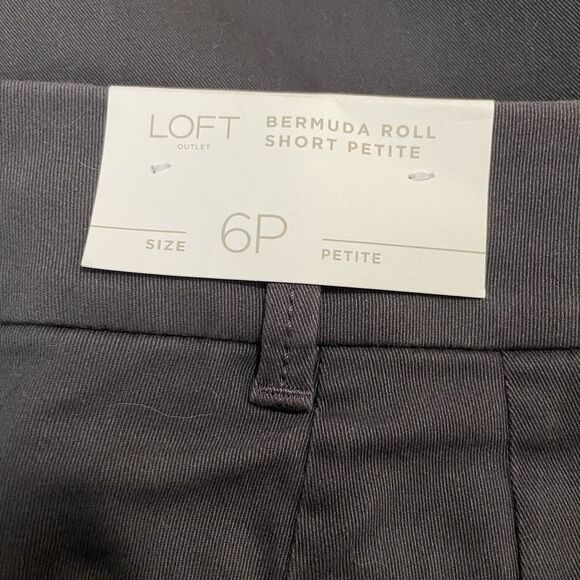 LOFT
OUTLET
BERMUDA ROLL
SHORT PETITE
SIZE 6P PETITE